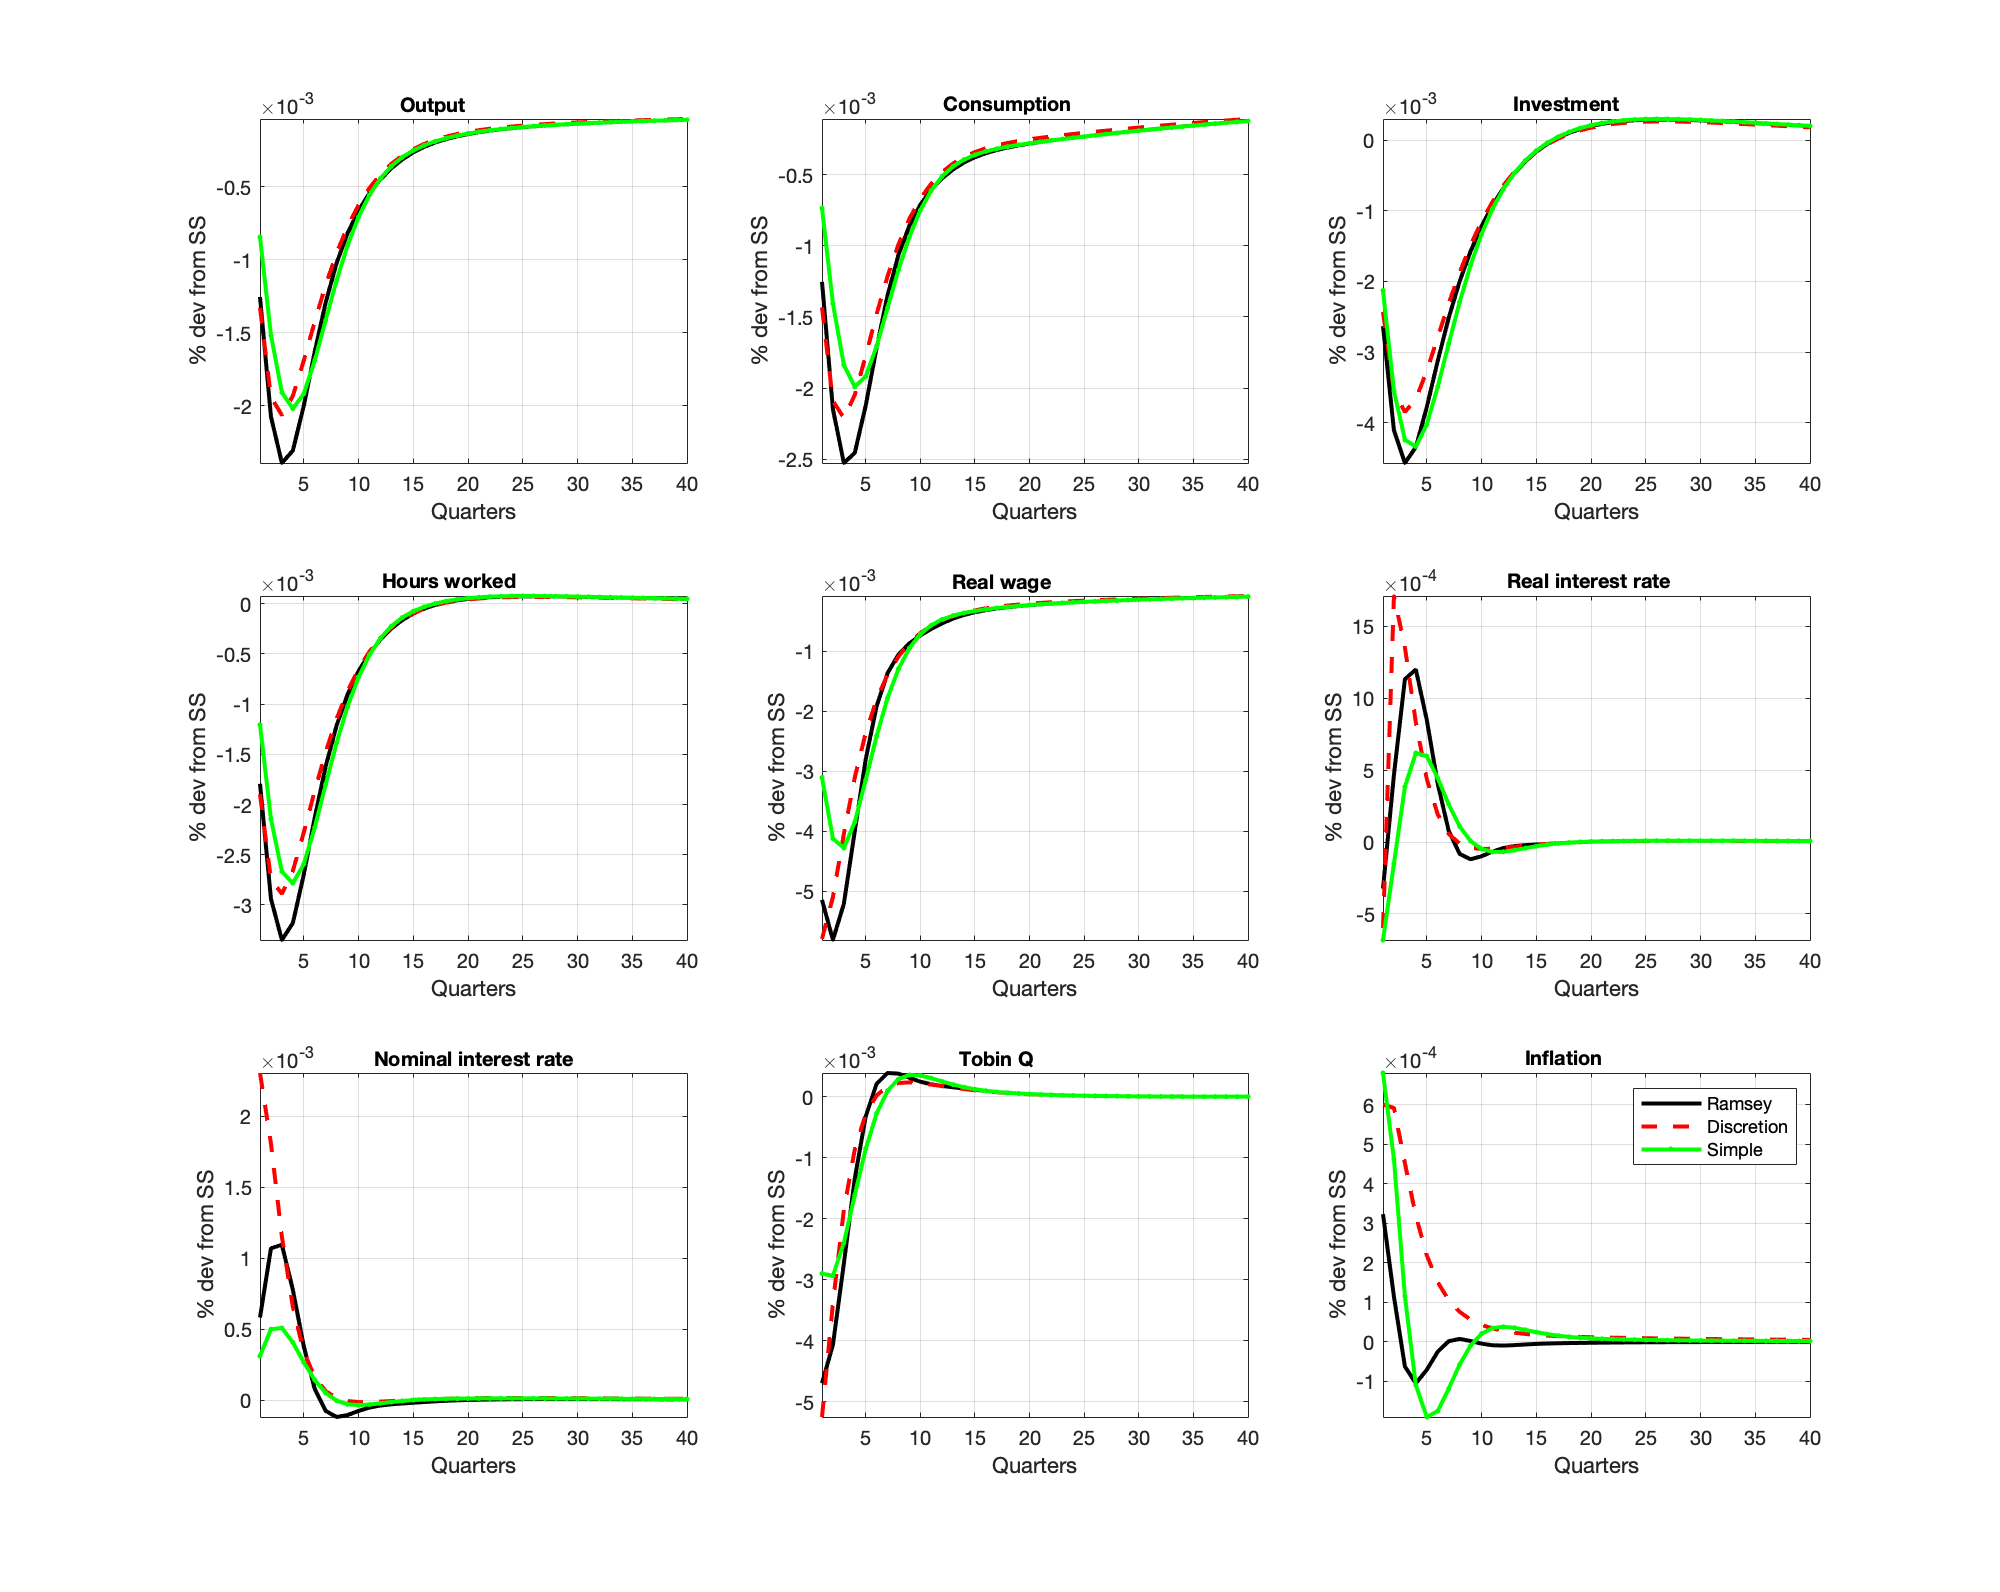 ×10-3
Output
% dev from SS
-0.5
-1
-1.5
-2
5 10 15 20 25 30 35 40
Quarters
×10-3
Consumption
% dev from SS
-0.5
-1
-1.5
-2
-2.5
5 10 15 20 25 30 35 40
Quarters
×10-3
Investment
% dev from SS
0
-1
-2
-3
-4
5 10 15 20 25 30 35 40
Quarters
×10-3
Hours worked
% dev from SS
0
-0.5
-1
-1.5
-2
-2.5
-3
5 10 15 20 25 30 35 40
Quarters
×10-3
Real wage
% dev from SS
-1
-2
-3
-4
-5
5 10 15 20 25 30 35 40
Quarters
×10-4
Real interest rate
% dev from SS
15
10
5
0
-5
5 10 15 20 25 30 35 40
Quarters
×10-3
Nominal interest rate
% dev from SS
2
1.5
1
0.5
0
5 10 15 20 25 30 35 40
Quarters
×10-3
Tobin Q
% dev from SS
0
-1
-2
-3
-4
-5
5 10 15 20 25 30 35 40
Quarters
×10-4
Inflation
% dev from SS
6
5
4
3
2
1
0
-1
Ramsey
Discretion
Simple
5 10 15 20 25 30 35 40
Quarters